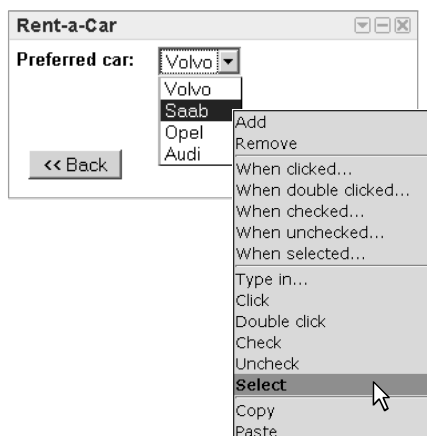 Rent-a-Car
Preferred car: Volvo
Volvo
Saab
Opel
Audi
<< Back
Add
Remove
When clicked...
When double clicked...
When checked...
When unchecked...
When selected...
Type in...
Click
Double click
Check
Uncheck
Select
Copy
Paste